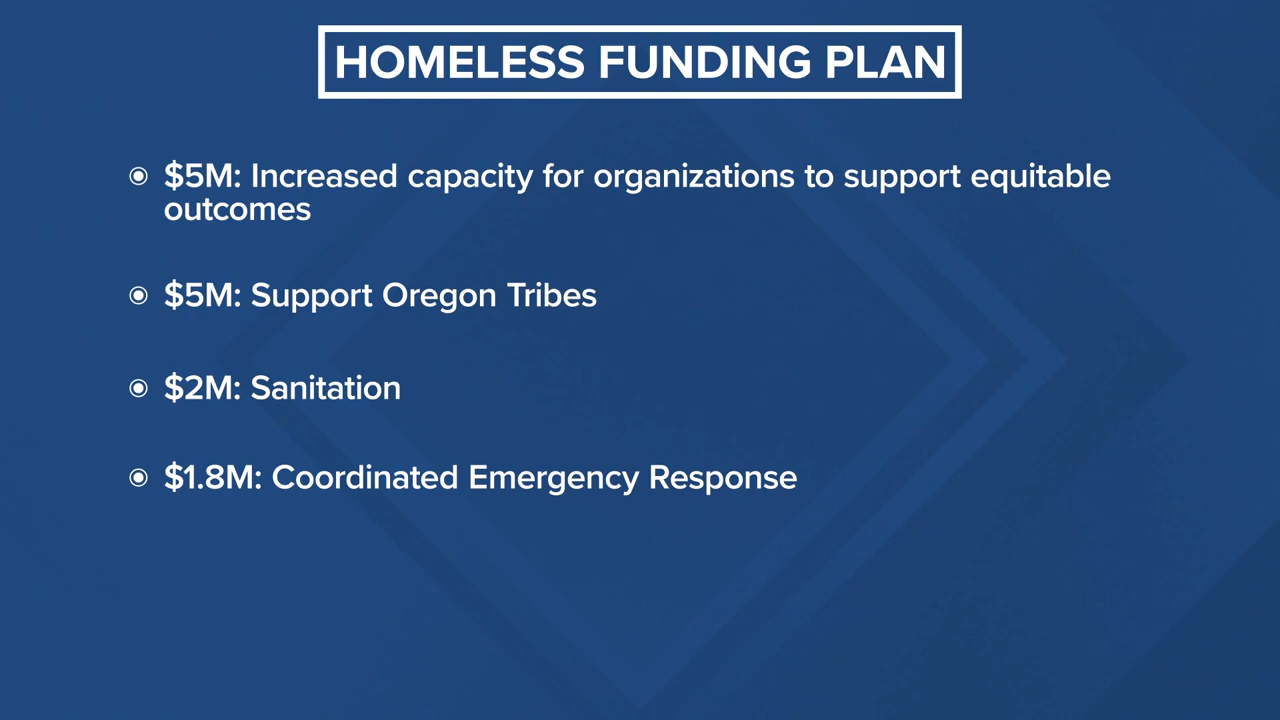 HOMELESS FUNDING PLAN
$5M: Increased capacity for organizations to support equitable
outcomes
$5M: Support Oregon Tribes
$2M: Sanitation
$1.8M: Coordinated Emergency Response